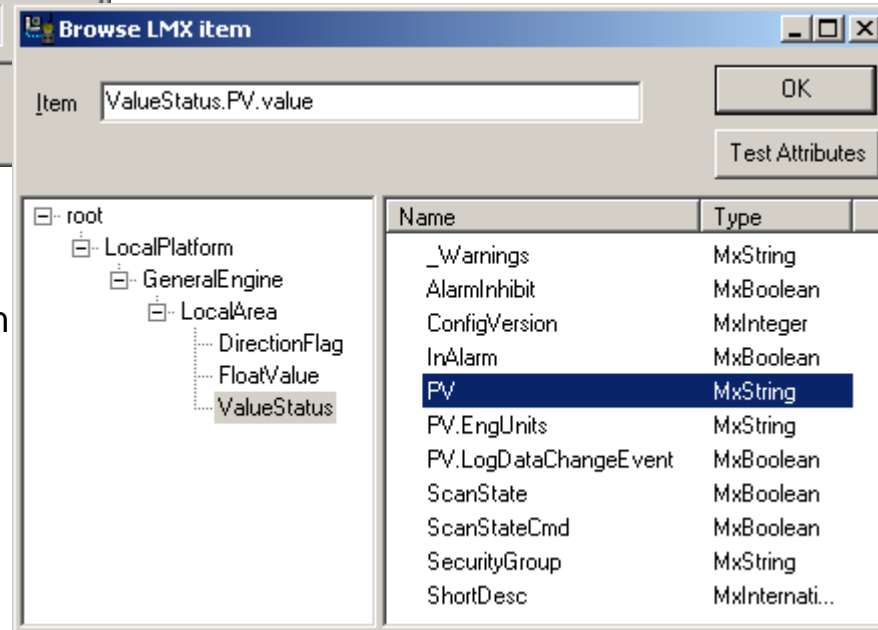 Browse LMX item
Item ValueStatus.PV.value
OK
Test Attributes
root
LocalPlatform
GeneralEngine
LocalArea
DirectionFlag
FloatValue
ValueStatus
Name Type
_Warnings MxString
AlarmInhibit MxBoolean
ConfigVersion MxInteger
InAlarm MxBoolean
PV MxString
PV.EngUnits MxString
PV.LogDataChangeEvent MxBoolean
ScanState MxBoolean
ScanStateCmd MxBoolean
SecurityGroup MxString
ShortDesc MxInternati...
n